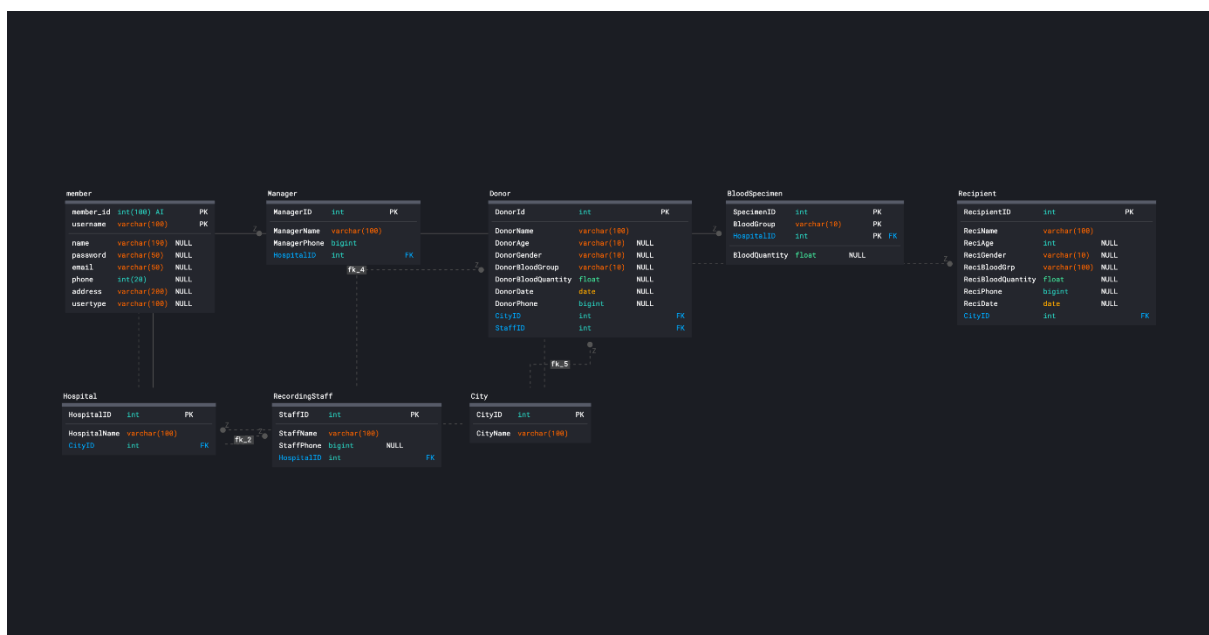 member
member_id int(100) AI PK
username varchar(100) PK
name varchar(190) NULL
password varchar(50) NULL
email varchar(50) NULL
phone int(20) NULL
address varchar(200) NULL
usertype varchar(100) NULL
Manager
ManagerID int PK
ManagerName varchar(100)
ManagerPhone bigint
HospitalID int FK
Donor
DonorId int PK
DonorName varchar(100)
DonorAge varchar(10) NULL
DonorGender varchar(10) NULL
DonorBloodGroup varchar(10) NULL
DonorBloodQuantity float NULL
DonorDate date NULL
DonorPhone bigint NULL
CityID int FK
StaffID int FK
BloodSpecimen
SpecimenID int PK
BloodGroup varchar(10) PK
HospitalID int PK FK
BloodQuantity float NULL
Recipient
RecipientID int PK
ReciName varchar(100)
ReciAge int NULL
ReciGender varchar(10) NULL
ReciBloodGrp varchar(100) NULL
ReciBloodQuantity float NULL
ReciPhone bigint NULL
ReciDate date NULL
CityID int FK
Z
Z
Z
Z
fk_4
Z
fk_5
Hospital
HospitalID int PK
HospitalName varchar(100)
CityID int FK
Z
fk_2
Z
RecordingStaff
StaffID int PK
StaffName varchar(100)
StaffPhone bigint NULL
HospitalID int FK
City
CityID int PK
CityName varchar(100)